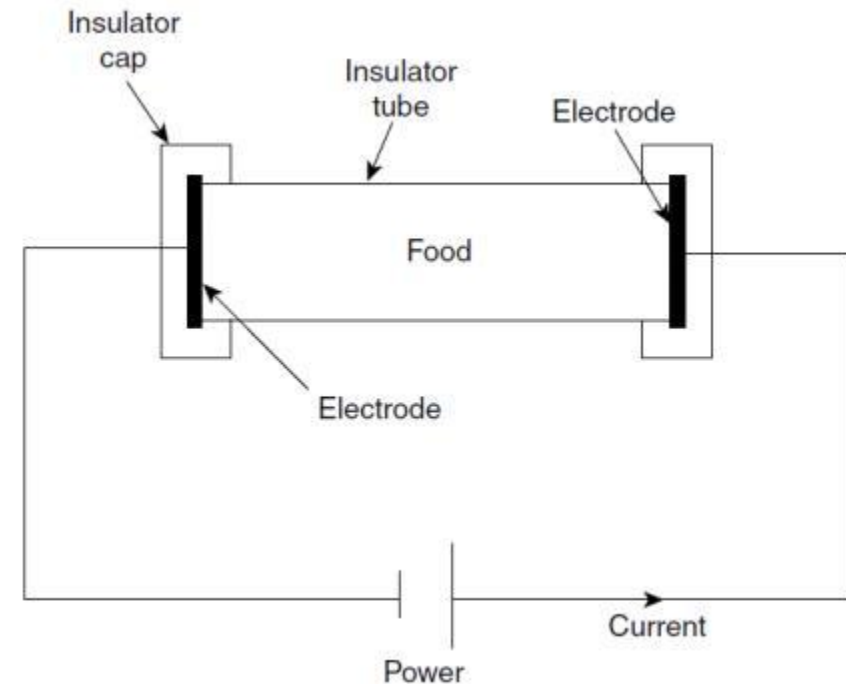 Insulator
cap
Insulator
tube
Electrode
Food
Electrode
Current
Power